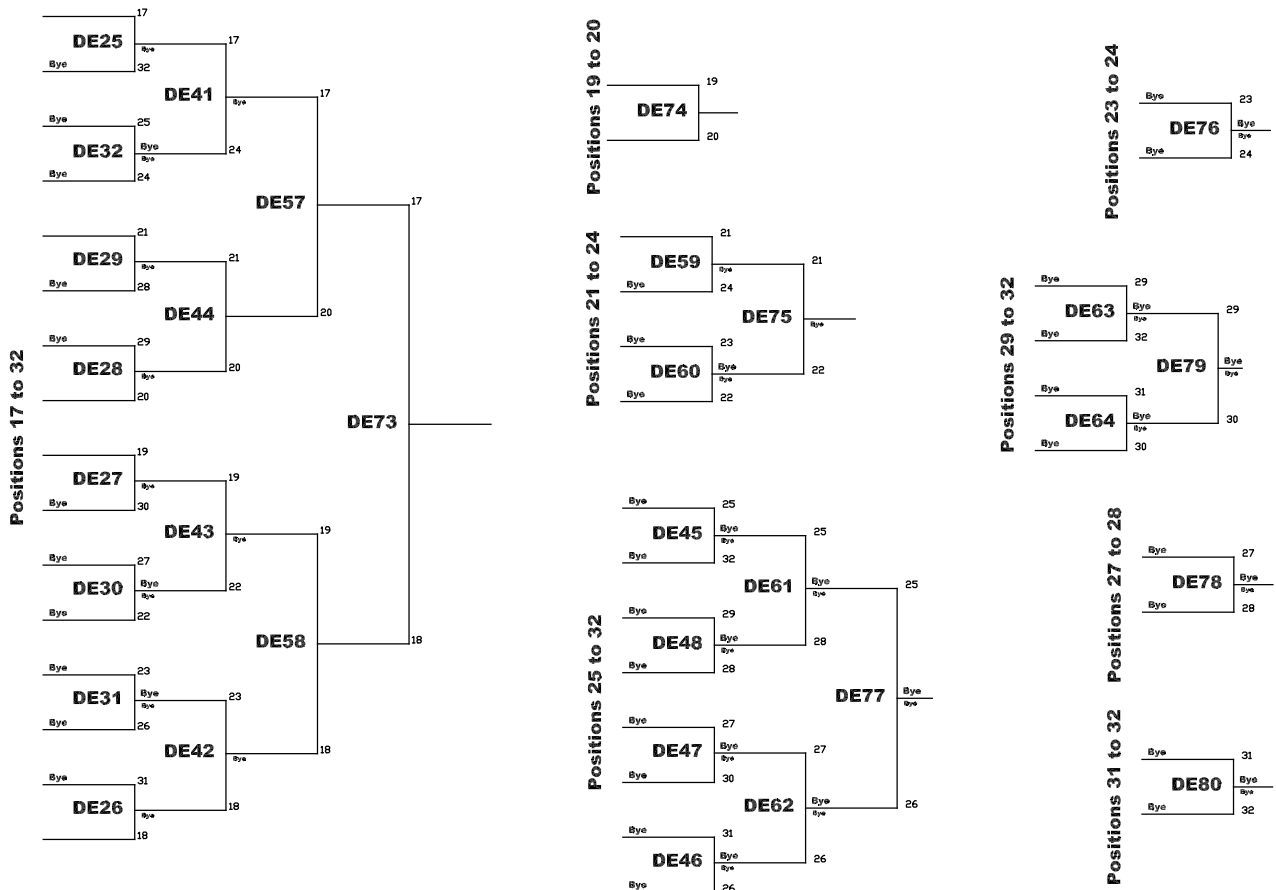 Positions 17 to 32
17
DE25
Bye
Bye
32
17
DE41
Bye
17
Bye
25
DE32
Bye
Bye
Bye
24
24
DE57
17
21
DE29
Bye
Bye
28
21
DE44
20
Bye
29
DE28
Bye
20
20
DE73
19
DE27
Bye
Bye
30
19
DE43
Bye
19
Bye
27
DE30
Bye
Bye
Bye
22
22
DE58
18
Bye
23
DE31
Bye
Bye
Bye
26
23
DE42
Bye
18
Bye
31
DE26
Bye
18
18
Positions 19 to 20
19
DE74
20
Positions 21 to 24
21
DE59
Bye
Bye
24
21
DE75
Bye
Bye
23
DE60
Bye
Bye
Bye
22
22
Positions 25 to 32
Bye
25
DE45
Bye
Bye
Bye
32
25
DE61
Bye
Bye
25
Bye
29
DE48
Bye
Bye
Bye
28
28
DE77
Bye
Bye
Bye
27
DE47
Bye
Bye
Bye
30
27
DE62
Bye
Bye
26
Bye
31
DE46
Bye
Bye
Bye
26
26
Positions 23 to 24
Bye
23
DE76
Bye
Bye
Bye
24
Positions 29 to 32
Bye
29
DE63
Bye
Bye
Bye
32
29
DE79
Bye
Bye
Bye
31
DE64
Bye
Bye
Bye
30
30
Positions 27 to 28
Bye
27
DE78
Bye
Bye
Bye
28
Positions 31 to 32
Bye
31
DE80
Bye
Bye
Bye
32